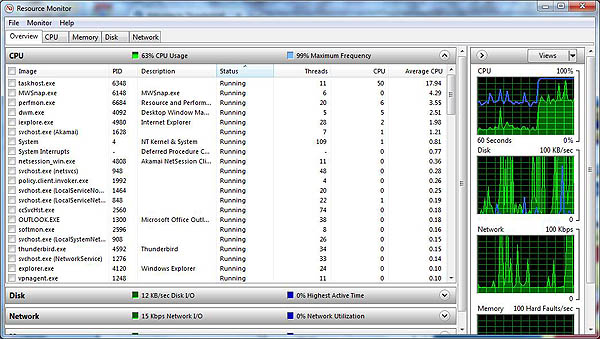 Resource Monitor
File Monitor Help
Overview CPU Memory Disk Network
CPU 63% CPU Usage 99% Maximum Frequency
Image PID Description Status Threads CPU Average CPU
taskhost.exe 6348 Running 11 50 17.94
MWSnap.exe 6148 MWSnap.exe Running 6 4 4.29
perfmon.exe 6684 Resource and Perform... Running 20 6 3.55
dwm.exe 4092 Desktop Window Ma... Running 5 5 2.51
iexplore.exe 4980 Internet Explorer Running 28 2 1.98
svchost.exe (Akamai) 1628 Running 7 1 1.21
System 4 NT Kernel & System Running 109 1 0.81
System Interrupts - Deferred Procedure C... Running - 0 0.77
netsession_win.exe 4808 Akamai NetSession Cli... Running 11 0 0.36
svchost.exe (netsvcs) 948 Running 48 0 0.28
policy.client.invoker.exe 1992 Running 4 0 0.26
svchost.exe (LocalServiceNo... 1464 Running 20 0 0.25
svchost.exe (LocalServiceNet... 848 Running 22 1 0.19
ccSvcHst.exe 2560 Running 74 0 0.18
OUTLOOK.EXE 1310 Microsoft Office Outl... Running 38 0 0.18
softmon.exe 2596 Running 8 0 0.16
svchost.exe (LocalSystemNet... 908 Running 26 0 0.15
thunderbird.exe 4592 Thunderbird Running 34 0 0.15
svchost.exe (NetworkService) 1276 Running 33 0 0.14
explorer.exe 4120 Windows Explorer Running 24 0 0.10
vpnagent.exe 1268 Running 11 0 0.10
Disk 12 KB/sec Disk I/O 0% Highest Active Time
Network 15 Kbps Network I/O 0% Network Utilization
Views
CPU 100%
60 Seconds 0%
Disk 100 KB/sec
0
Network 100 Kbps
0
Memory 100 Hard Faults/sec